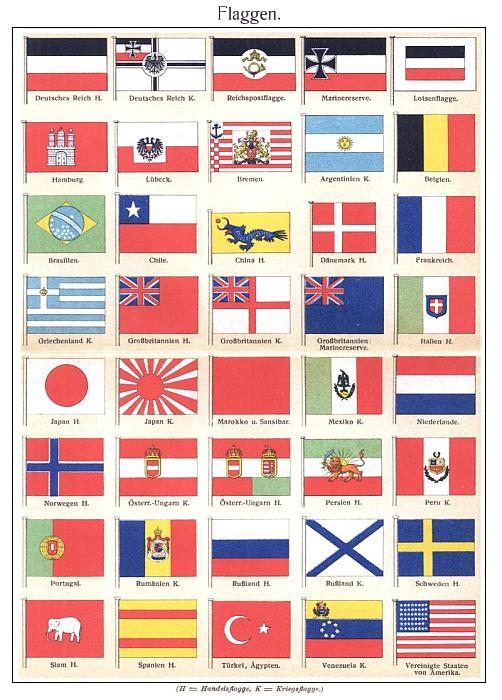 Flaggen.
Deutsches Reich H.
Deutsches Reich K.
Reichspostflagge.
Marinereserve.
Lotsenflagge.
Hamburg.
Lübeck.
Bremen.
Argentinien K.
Belgien.
Brasilien.
Chile.
China H.
Dänemark H.
Frankreich.
Griechenland K.
Großbritannien H.
Großbritannien K.
Großbritannien:
Marinereserve.
Italien H.
Japan H.
Japan K.
Marokko u. Sansibar.
Mexiko K.
Niederlande.
Norwegen H.
Österr.-Ungarn K.
Österr.-Ungarn H.
Persien H.
Peru K.
Portugal.
Rumänien K.
Rußland H.
Rußland K.
Schweden H.
Siam H.
Spanien H.
Türkei, Ägypten.
Venezuela K.
Vereinigte Staaten
von Amerika.
(H = Handelsflagge, K = Kriegsflagge.)